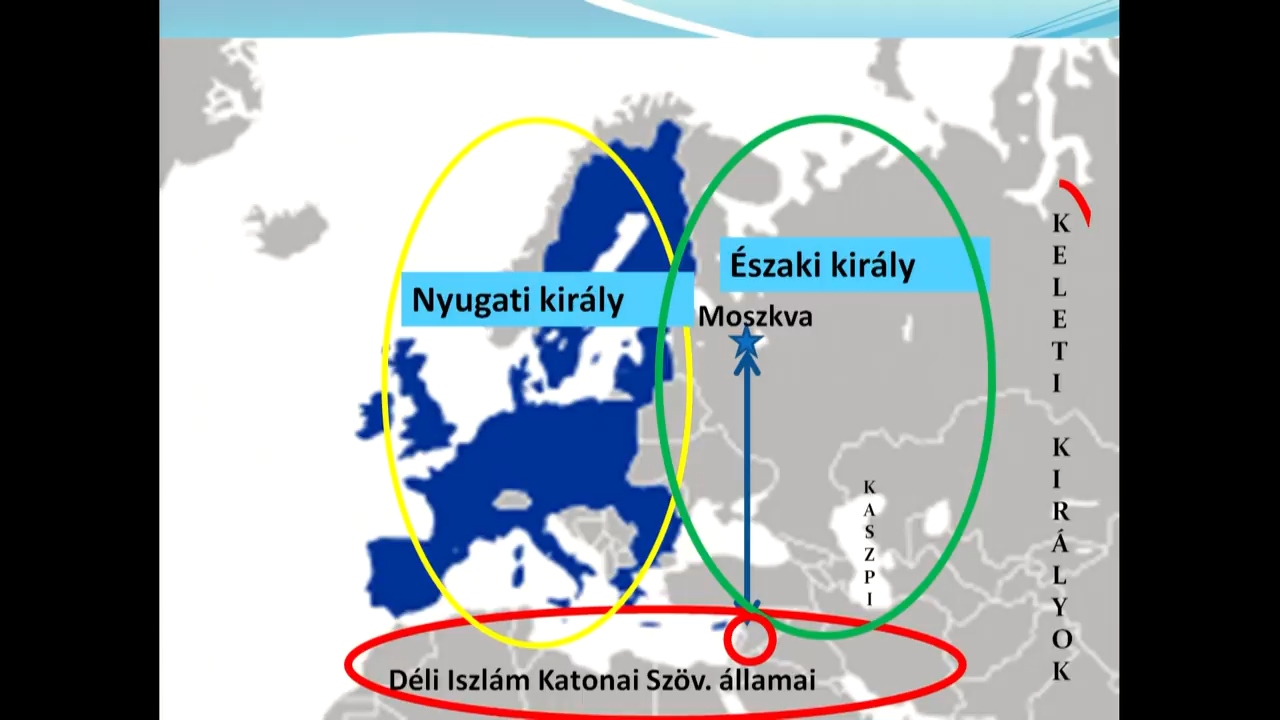 Északi király
Nyugati király
Moszkva
KASZPI
KELETI KIRÁLYOK
Déli Iszlám Katonai Szöv. államai